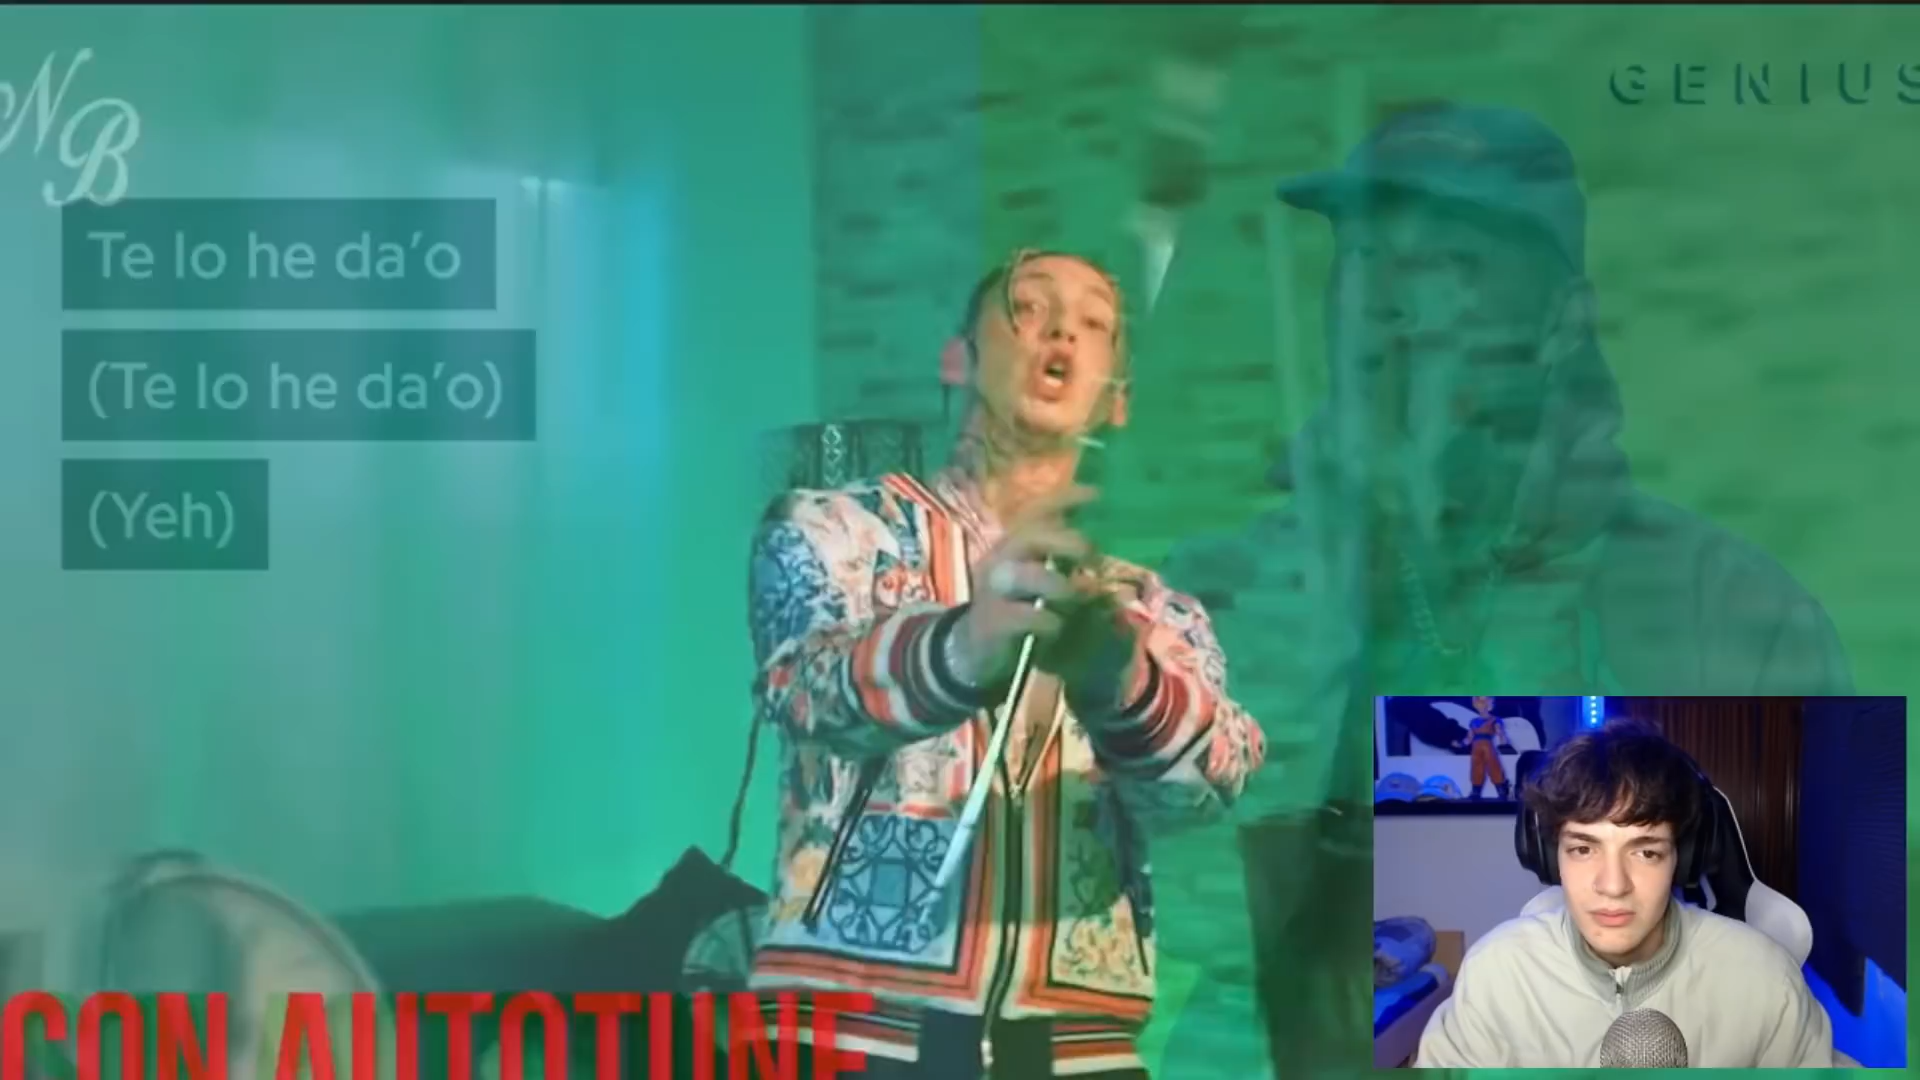 NB
GENIUS
Te lo he da’o
(Te lo he da’o)
(Yeh)
CON AUTOTUNE